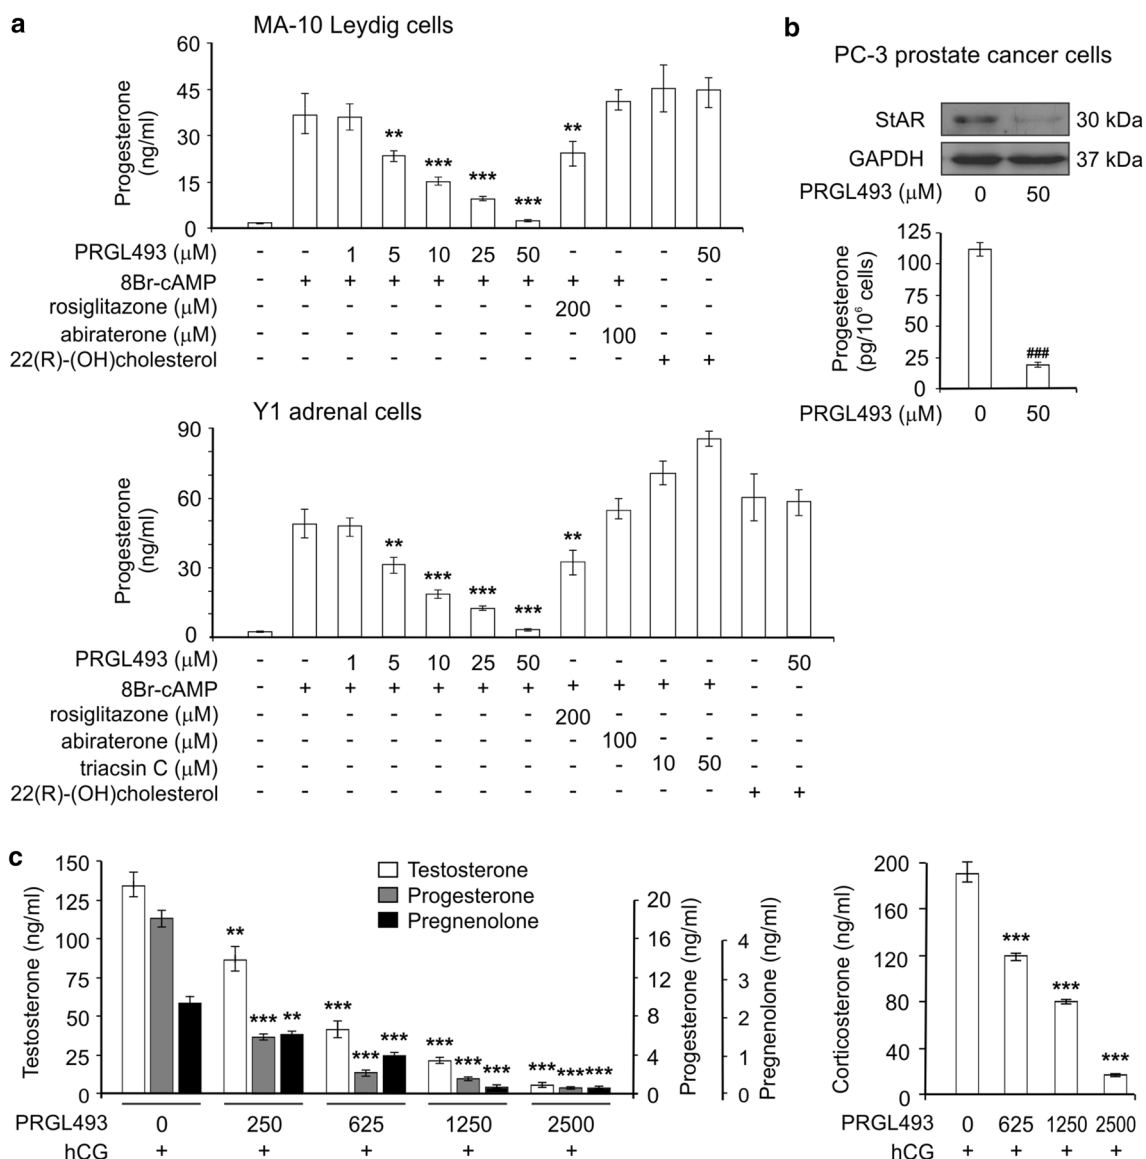 a
MA-10 Leydig cells
Progesterone
(ng/ml)
60
45
30
15
0
** *** *** *** **
PRGL493 (μM) - - 1 5 10 25 50 - - - 50
8Br-cAMP - + + + + + + + + - -
rosiglitazone (μM) - - - - - - - 200 - - -
abiraterone (μM) - - - - - - - - 100 - -
22(R)-(OH)cholesterol - - - - - - - - - + +
Y1 adrenal cells
Progesterone
(ng/ml)
90
60
30
0
** *** *** *** **
PRGL493 (μM) - - 1 5 10 25 50 - - - - - 50
8Br-cAMP - + + + + + + + + + + - -
rosiglitazone (μM) - - - - - - - 200 - - - - -
abiraterone (μM) - - - - - - - - 100 - - - -
triacsin C (μM) - - - - - - - - - 10 50 - -
22(R)-(OH)cholesterol - - - - - - - - - - - + +
b
PC-3 prostate cancer cells
StAR 30 kDa
GAPDH 37 kDa
PRGL493 (μM) 0 50
Progesterone
(pg/10⁶ cells)
125
100
75
50
25
0
###
PRGL493 (μM) 0 50
c
Testosterone (ng/ml)
150
125
100
75
50
25
0
Testosterone
Progesterone
Pregnenolone
** *** ** *** *** *** *** *** *** *** *** ***
20
16
12
8
4
0
Progesterone (ng/ml)
4
3
2
1
0
Pregnenolone (ng/ml)
PRGL493 0 250 625 1250 2500
hCG + + + + +
Corticosterone (ng/ml)
200
160
120
80
40
0
*** *** ***
PRGL493 0 625 1250 2500
hCG + + + +